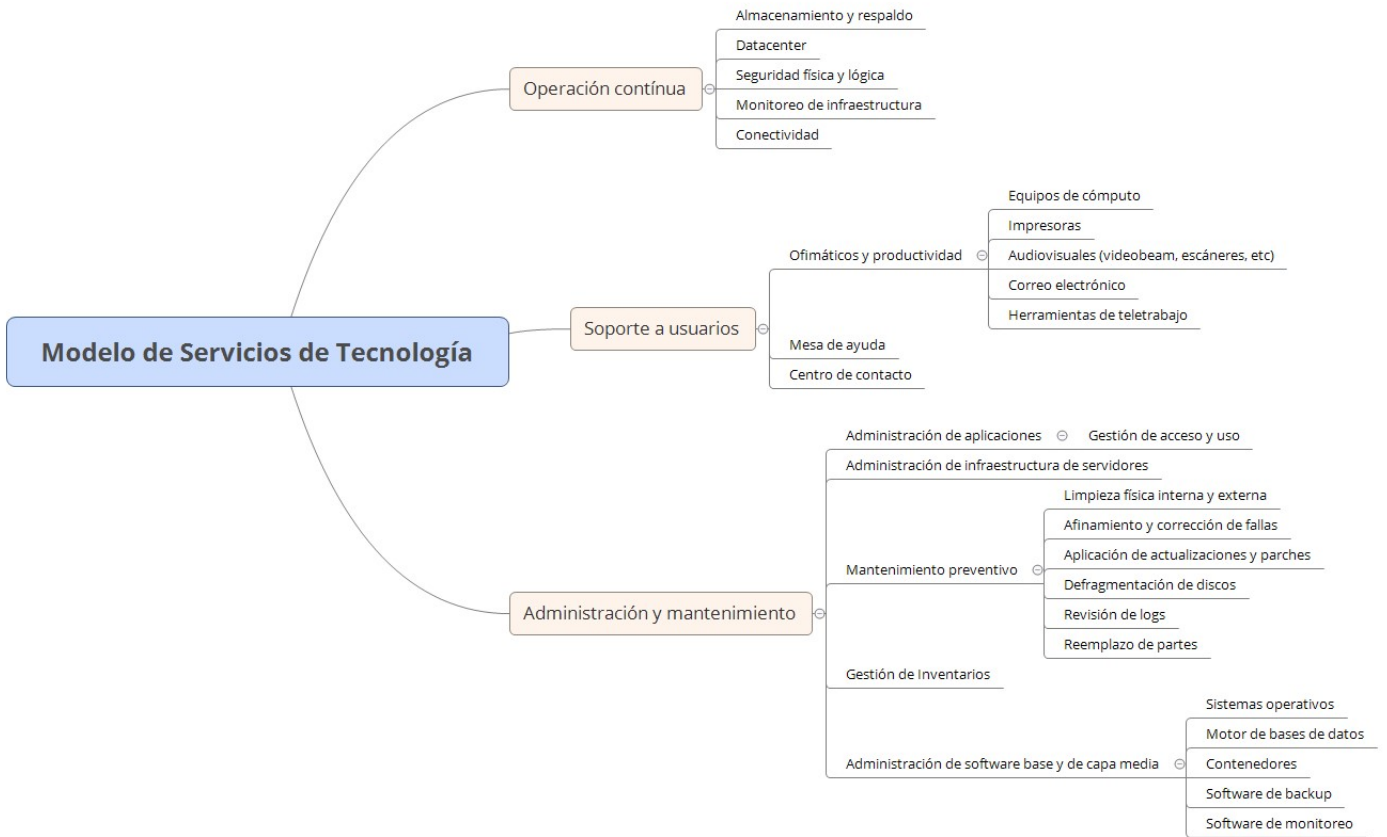 Modelo de Servicios de Tecnología
Operación contínua
Almacenamiento y respaldo
Datacenter
Seguridad física y lógica
Monitoreo de infraestructura
Conectividad
Soporte a usuarios
Ofimáticos y productividad
Equipos de cómputo
Impresoras
Audiovisuales (videobeam, escáneres, etc)
Correo electrónico
Herramientas de teletrabajo
Mesa de ayuda
Centro de contacto
Administración y mantenimiento
Administración de aplicaciones
Gestión de acceso y uso
Administración de infraestructura de servidores
Mantenimiento preventivo
Limpieza física interna y externa
Afinamiento y corrección de fallas
Aplicación de actualizaciones y parches
Defragmentación de discos
Revisión de logs
Reemplazo de partes
Gestión de Inventarios
Administración de software base y de capa media
Sistemas operativos
Motor de bases de datos
Contenedores
Software de backup
Software de monitoreo